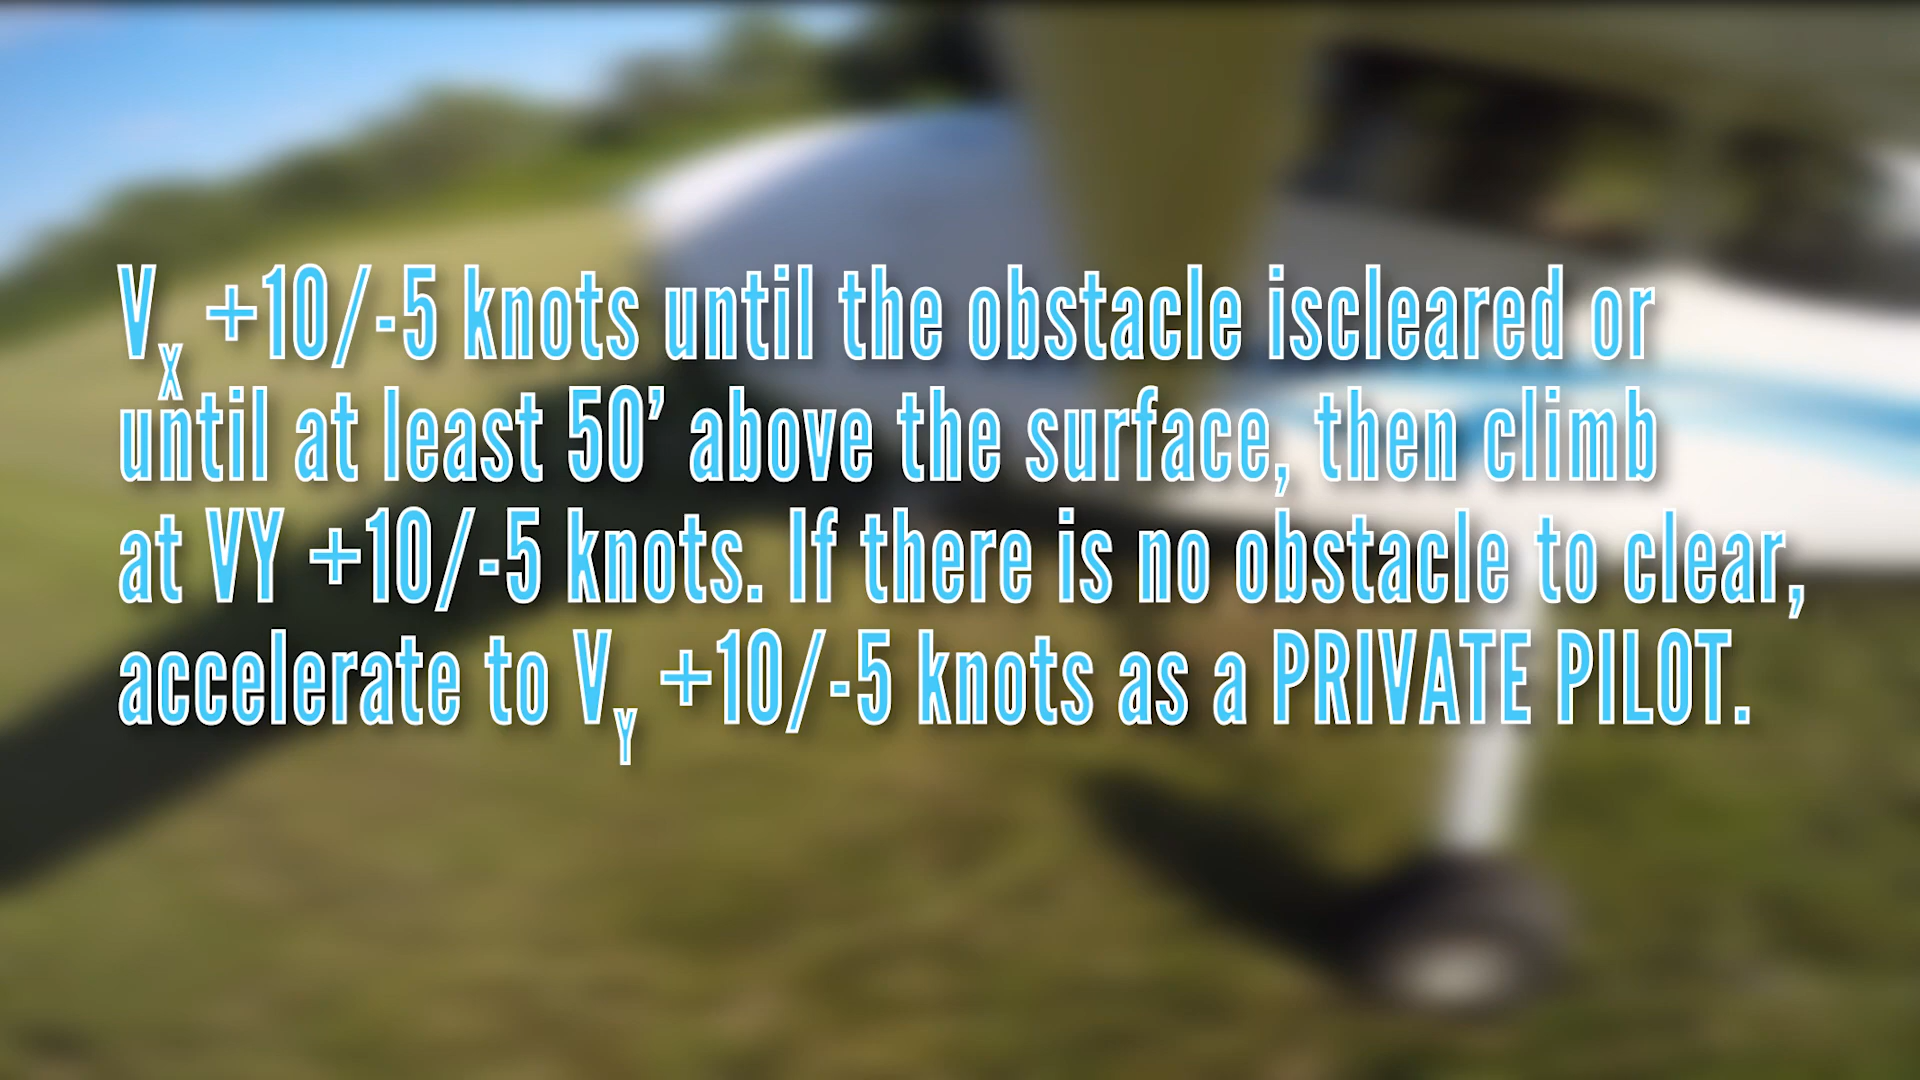 Vx +10/-5 knots until the obstacle iscleared or
until at least 50’ above the surface, then climb
at VY +10/-5 knots. If there is no obstacle to clear,
accelerate to VY +10/-5 knots as a PRIVATE PILOT.